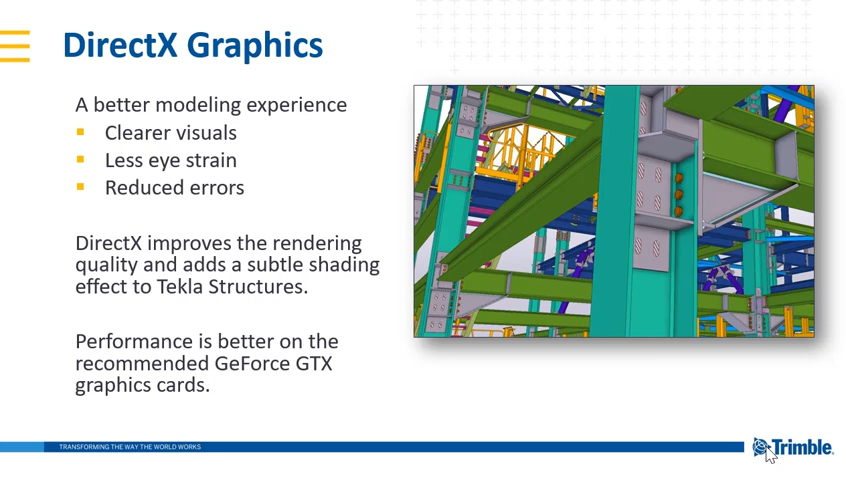 DirectX Graphics
A better modeling experience
Clearer visuals
Less eye strain
Reduced errors
DirectX improves the rendering
quality and adds a subtle shading
effect to Tekla Structures.
Performance is better on the
recommended GeForce GTX
graphics cards.
TRANSFORMING THE WAY THE WORLD WORKS
Trimble.